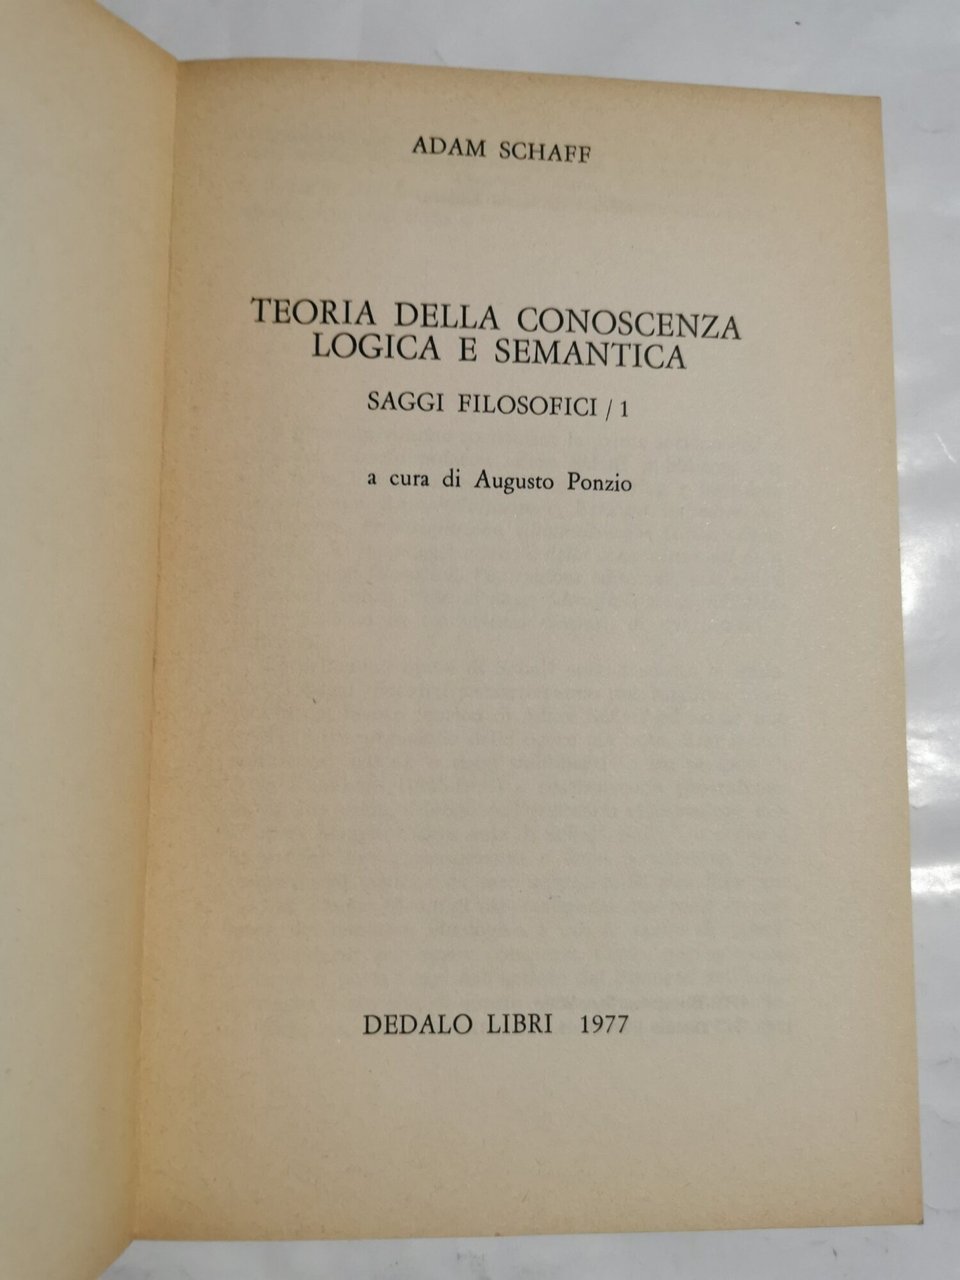 ADAM SCHAFF
TEORIA DELLA CONOSCENZA
LOGICA E SEMANTICA
SAGGI FILOSOFICI / 1
a cura di Augusto Ponzio
DEDALO LIBRI 1977